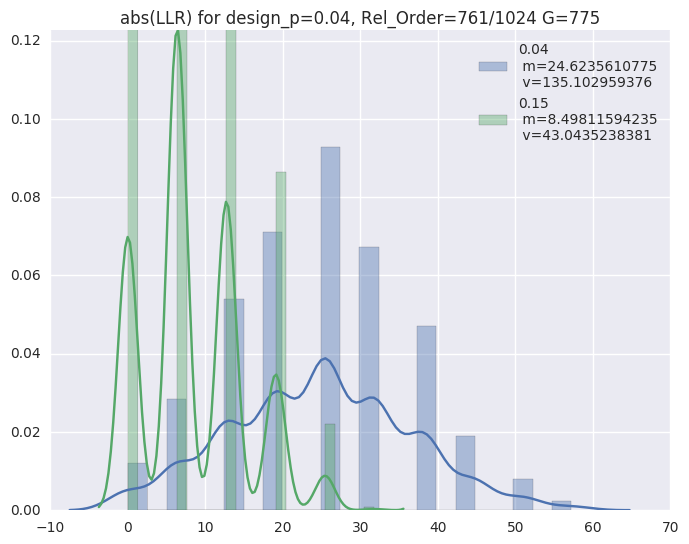 abs(LLR) for design_p=0.04, Rel_Order=761/1024 G=775
0.04
m=24.6235610775
v=135.102959376
0.15
m=8.49811594235
v=43.0435238381
0.12
0.10
0.08
0.06
0.04
0.02
0.00
−10 0 10 20 30 40 50 60 70